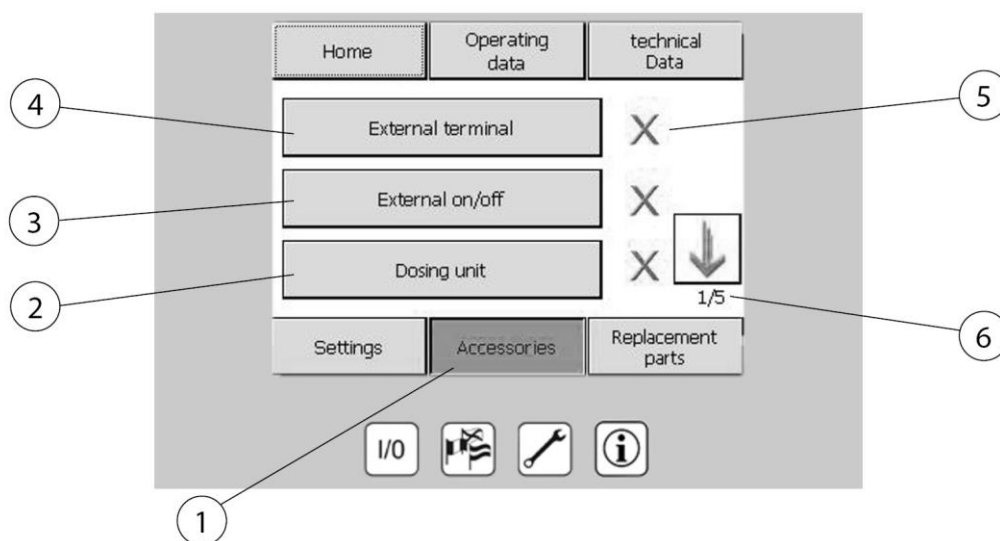 Home
Operating
data
technical
Data
4
External terminal
X
5
3
External on/off
X
2
Dosing unit
X
1/5
6
Settings
Accessories
Replacement
parts
I/0
i
1